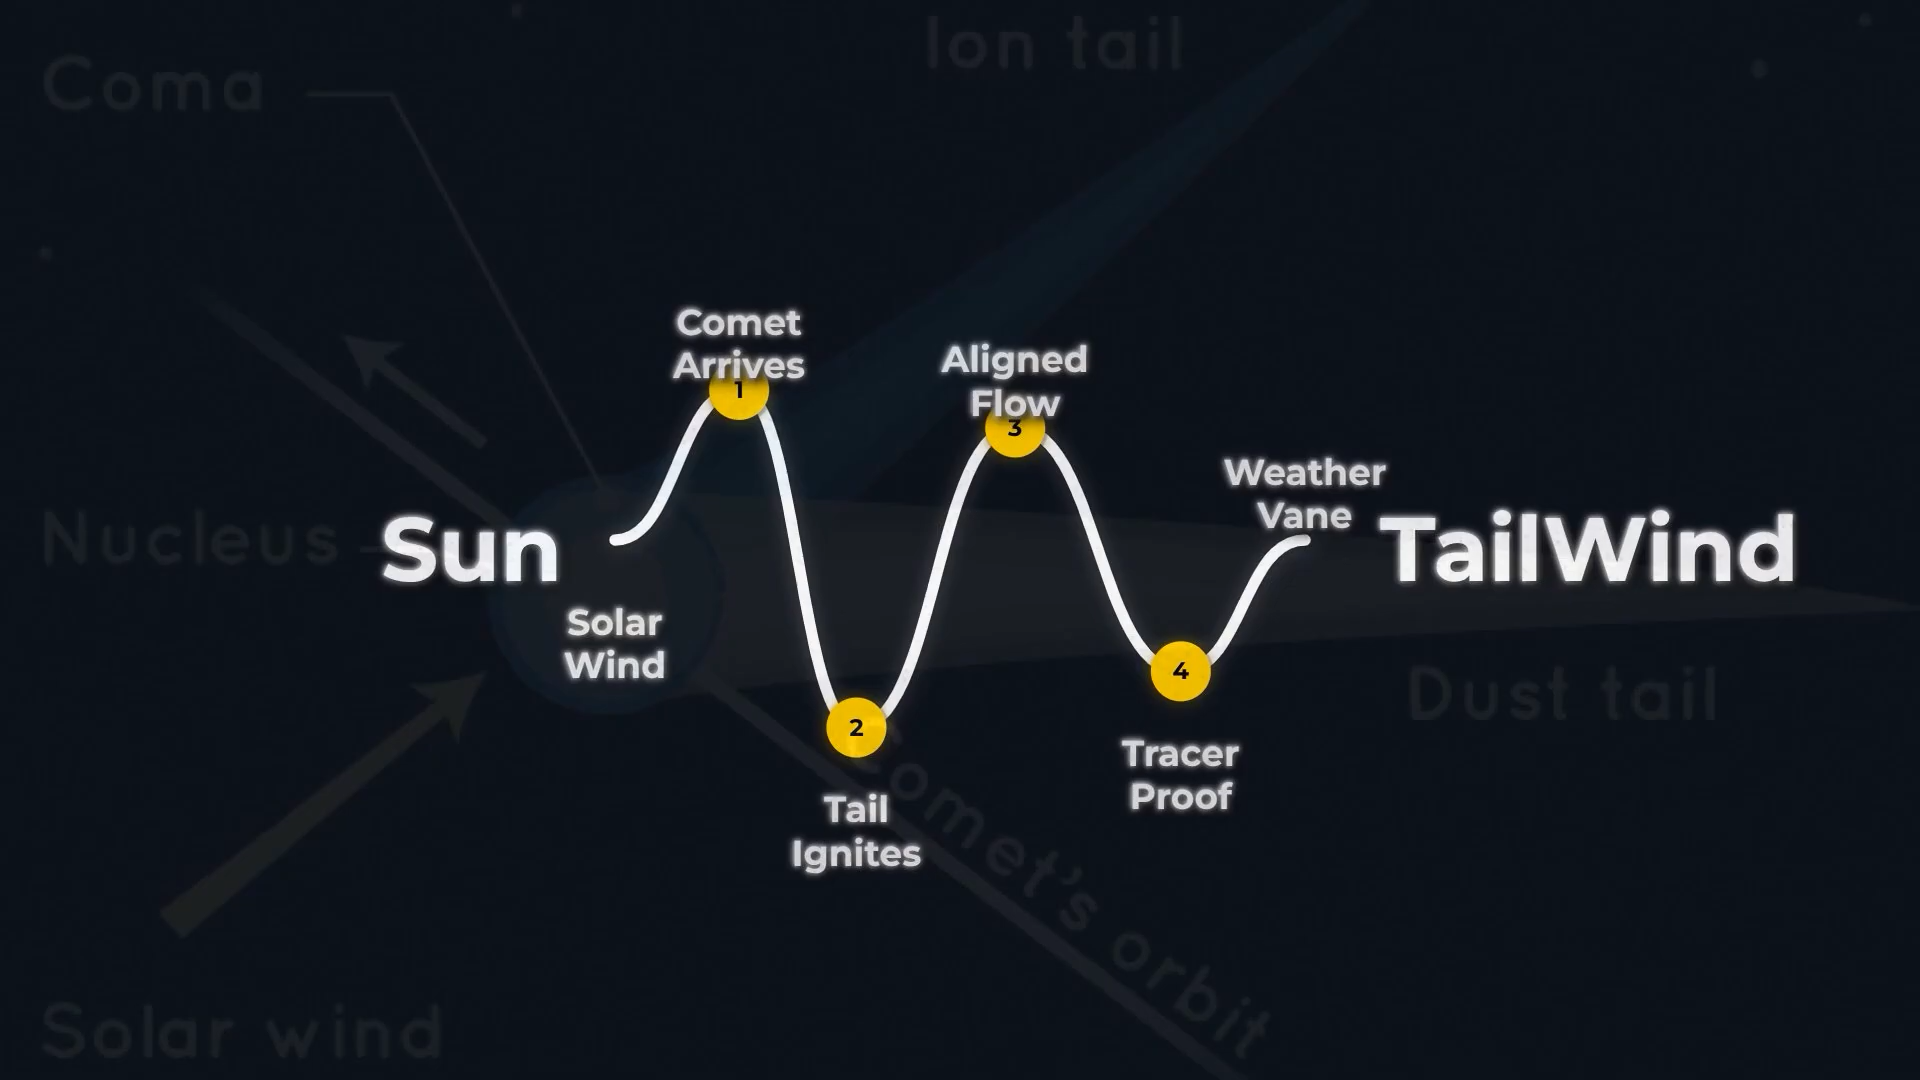 Ion tail
Coma
Comet
Arrives
1
Aligned
Flow
3
Weather
Vane
Nucleus
Sun
TailWind
Solar
Wind
4
Dust tail
2
Tracer
Proof
Tail
Ignites
Comet's orbit
Solar wind